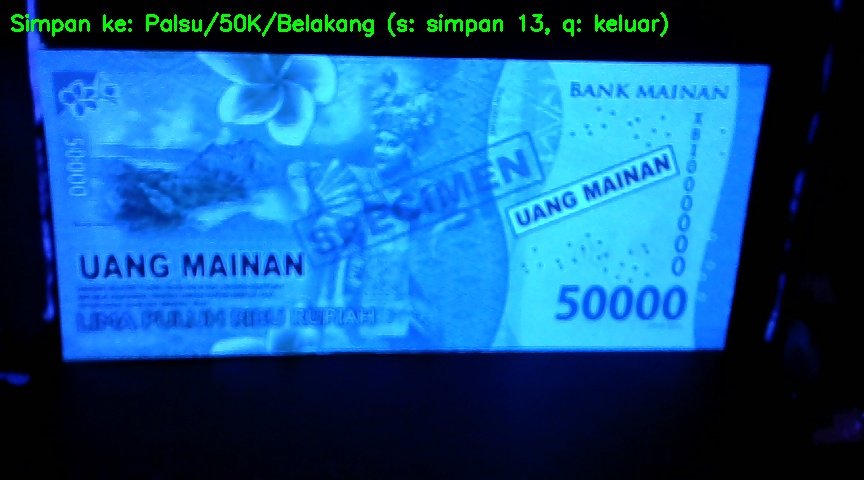 Simpan ke: Palsu/50K/Belakang (s: simpan 13, q: keluar)
BANK MAINAN
50000
SPECIMEN
UANG MAINAN
UANG MAINAN
LIMA PULUH RIBU RUPIAH
50000